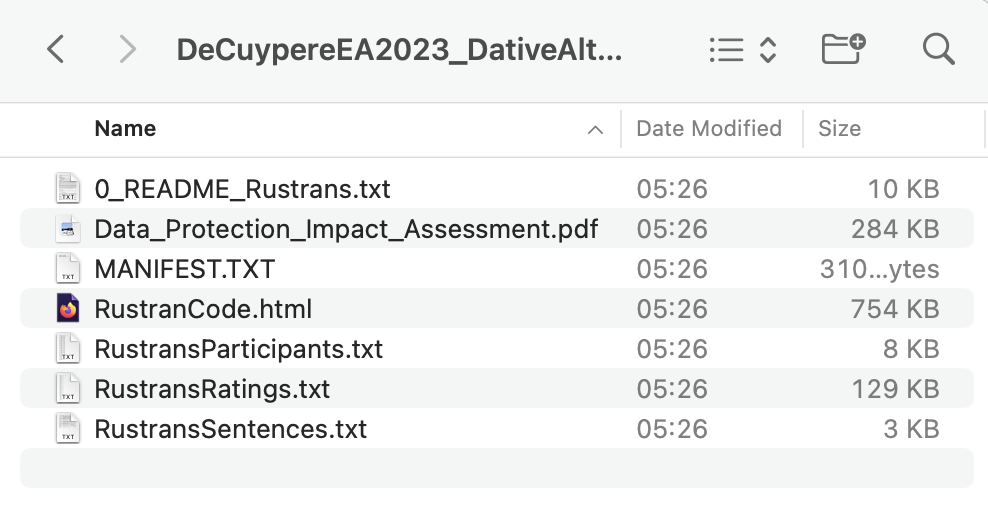 DeCuypereEA2023_DativeAlt...
Name Date Modified Size
0_README_Rustrans.txt 05:26 10 KB
Data_Protection_Impact_Assessment.pdf 05:26 284 KB
MANIFEST.TXT 05:26 310...ytes
RustranCode.html 05:26 754 KB
RustransParticipants.txt 05:26 8 KB
RustransRatings.txt 05:26 129 KB
RustransSentences.txt 05:26 3 KB